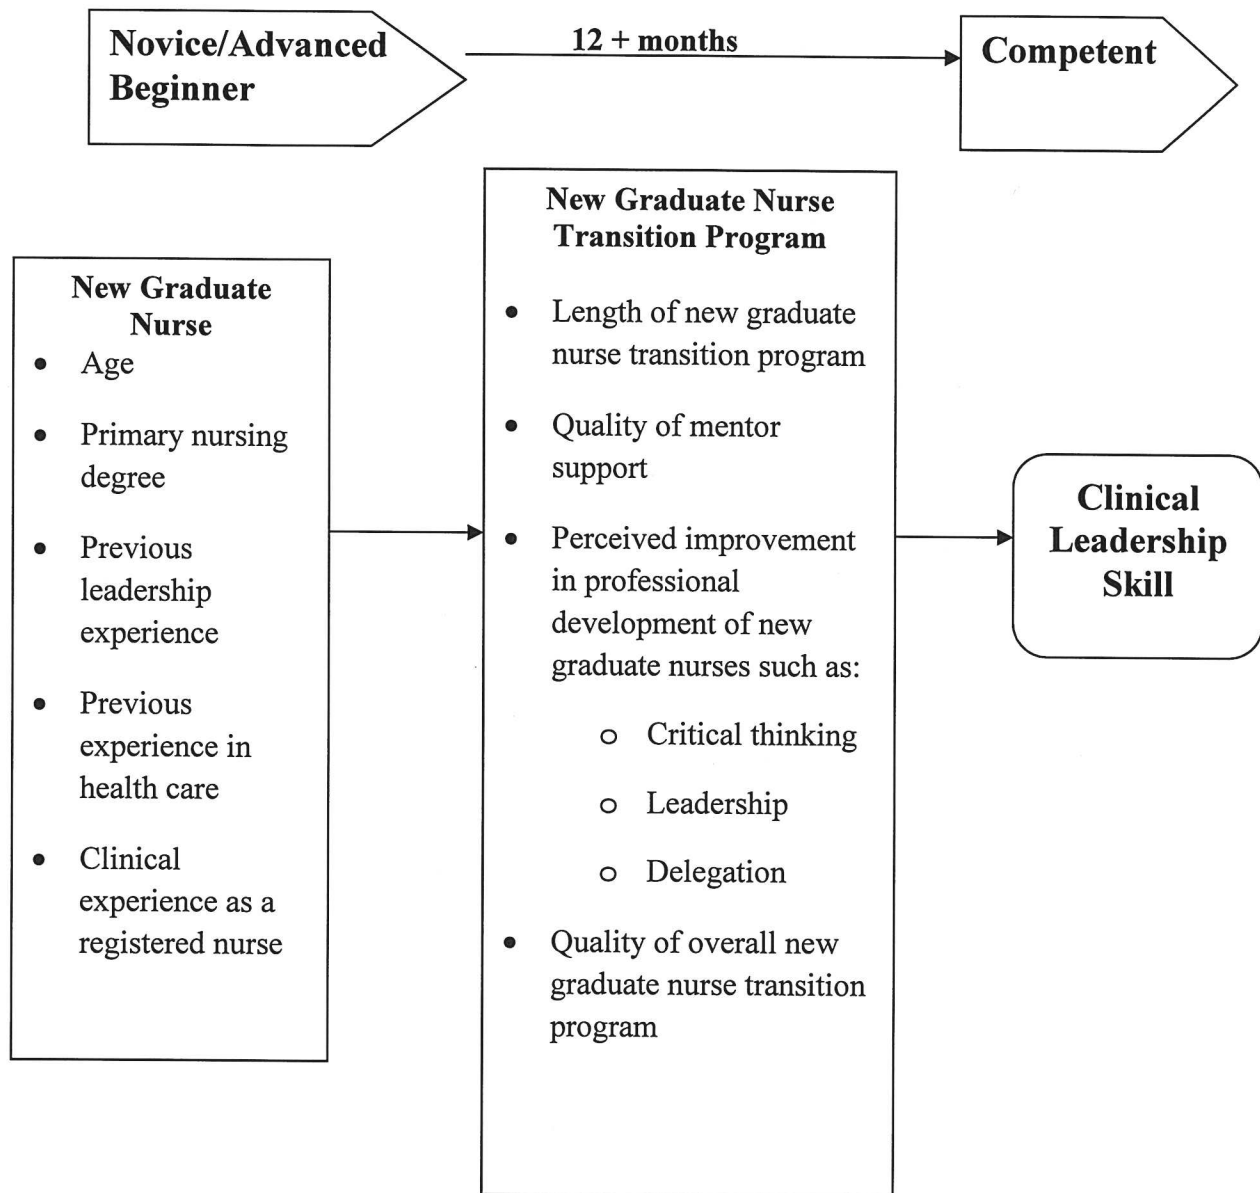 Novice/Advanced
Beginner
12 + months
Competent
New Graduate
Nurse
• Age
• Primary nursing
degree
• Previous
leadership
experience
• Previous
experience in
health care
• Clinical
experience as a
registered nurse
New Graduate Nurse
Transition Program
• Length of new graduate
nurse transition program
• Quality of mentor
support
• Perceived improvement
in professional
development of new
graduate nurses such as:
o Critical thinking
o Leadership
o Delegation
• Quality of overall new
graduate nurse transition
program
Clinical
Leadership
Skill